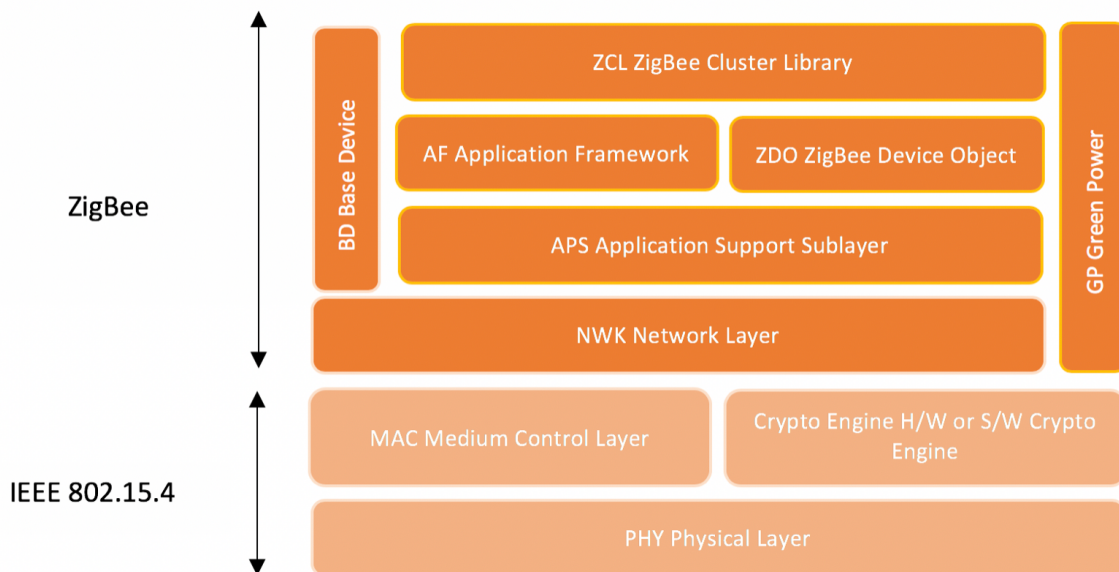 ZigBee
IEEE 802.15.4
BD Base Device
ZCL ZigBee Cluster Library
AF Application Framework
ZDO ZigBee Device Object
APS Application Support Sublayer
NWK Network Layer
GP Green Power
MAC Medium Control Layer
Crypto Engine H/W or S/W Crypto
Engine
PHY Physical Layer